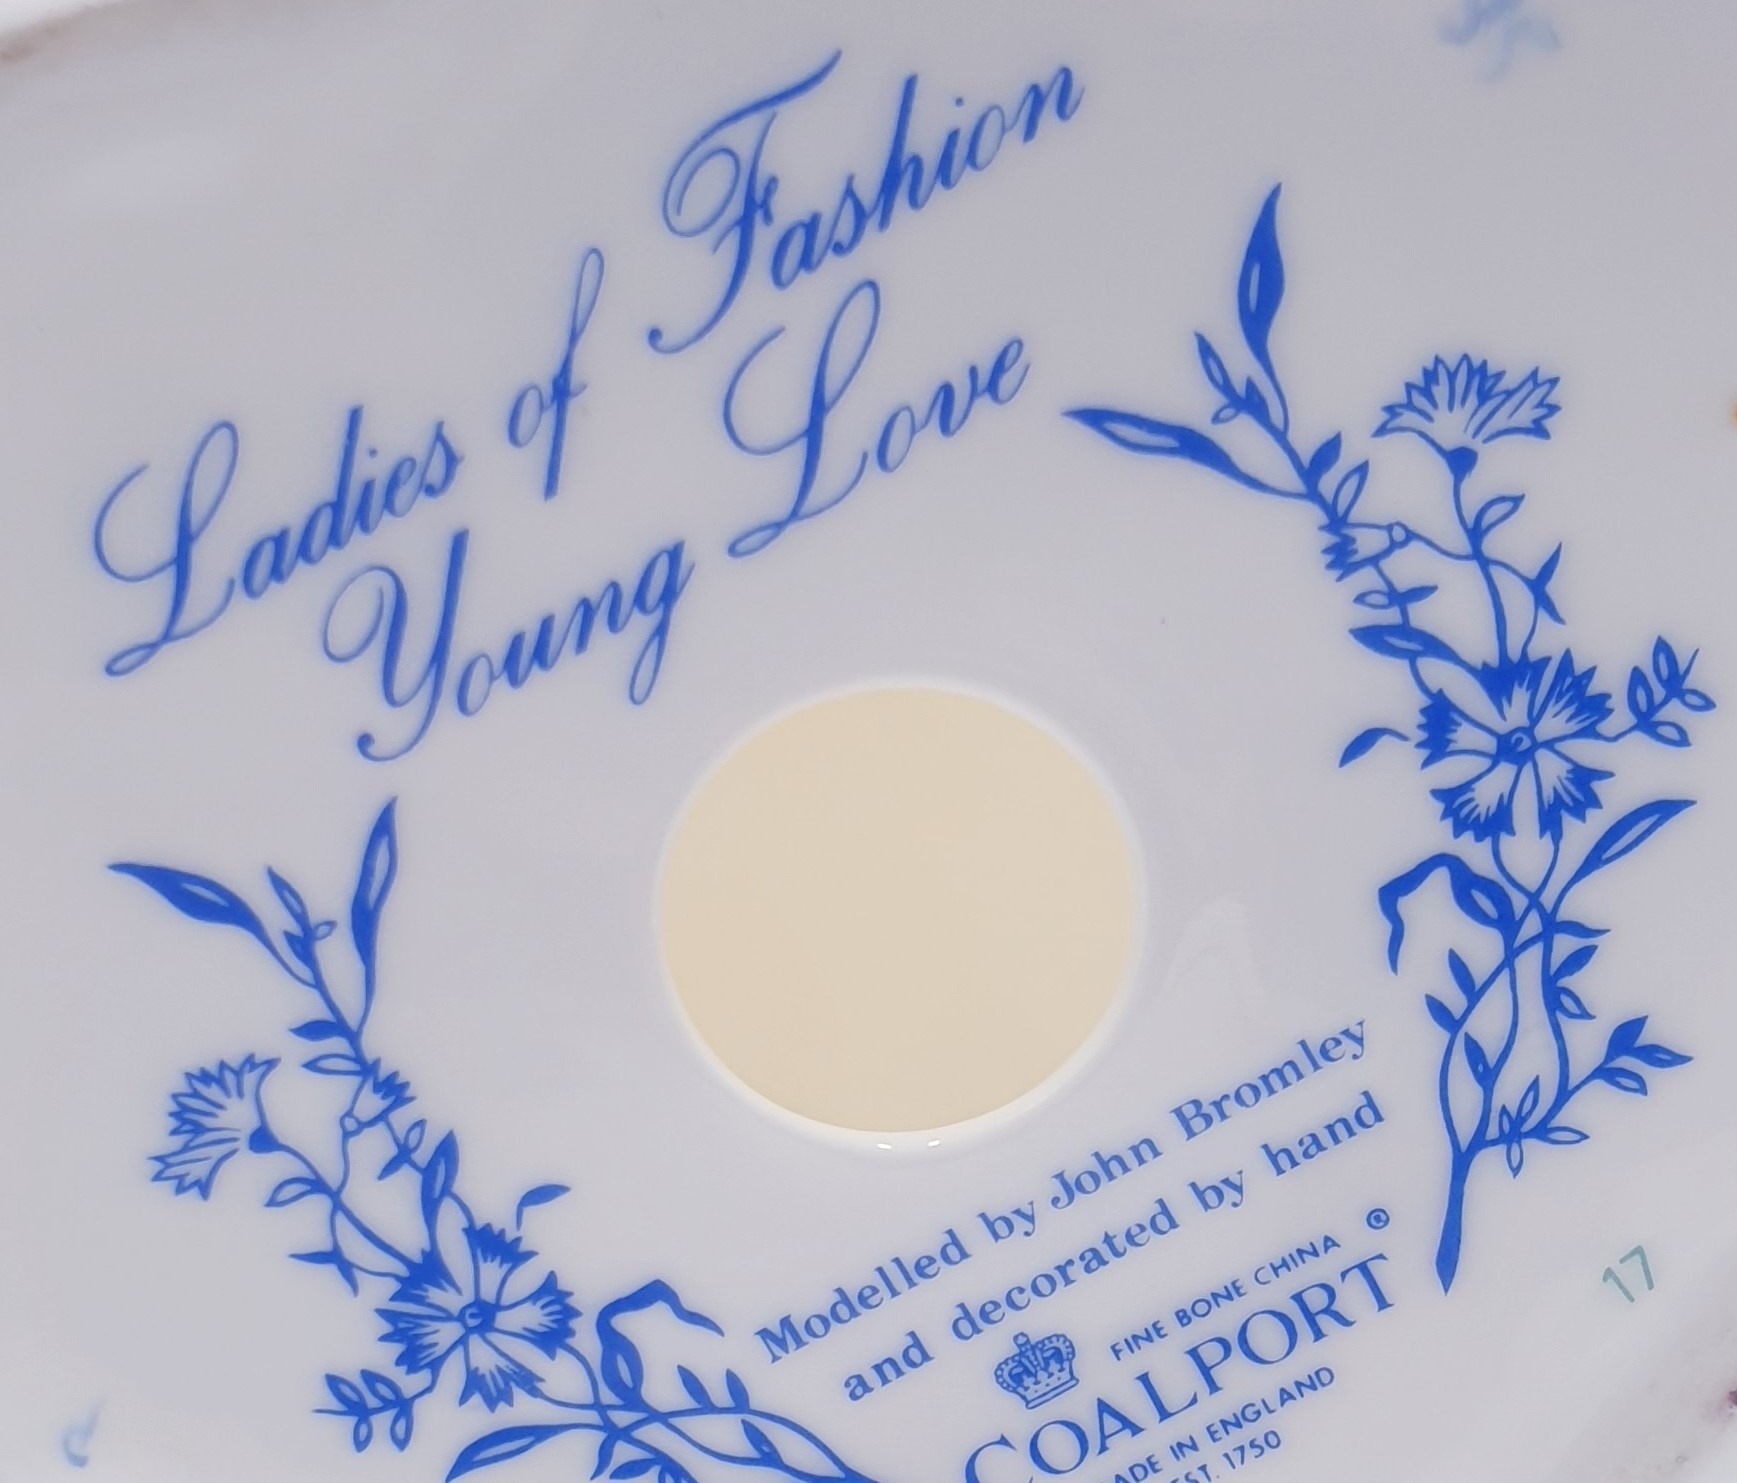 Ladies of Fashion
Young Love
Modelled by John Bromley
and decorated by hand
FINE BONE CHINA ®
COALPORT
MADE IN ENGLAND
EST. 1750
17